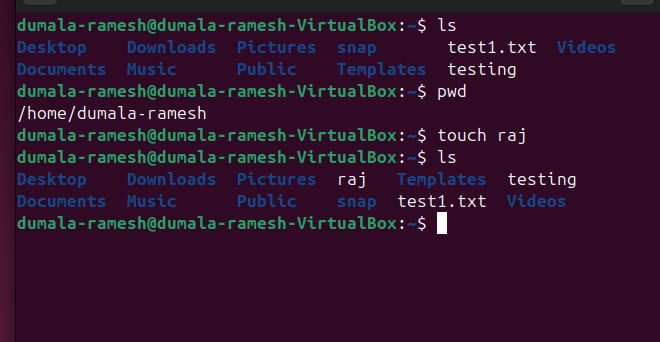 dumala-ramesh@dumala-ramesh-VirtualBox:~$ ls
Desktop Downloads Pictures snap test1.txt Videos
Documents Music Public Templates testing
dumala-ramesh@dumala-ramesh-VirtualBox:~$ pwd
/home/dumala-ramesh
dumala-ramesh@dumala-ramesh-VirtualBox:~$ touch raj
dumala-ramesh@dumala-ramesh-VirtualBox:~$ ls
Desktop Downloads Pictures raj Templates testing
Documents Music Public snap test1.txt Videos
dumala-ramesh@dumala-ramesh-VirtualBox:~$